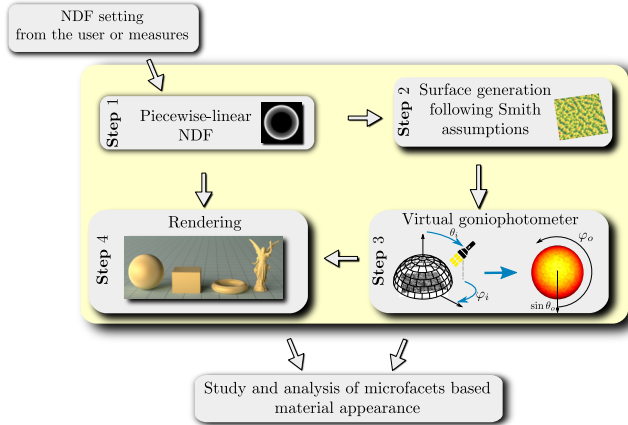 NDF setting
from the user or measures
Step 1
Piecewise-linear
NDF
Step 2
Surface generation
following Smith
assumptions
Step 4
Rendering
Step 3
Virtual goniophotometer
θi
φi
φo
sin θo
Study and analysis of microfacets based
material appearance